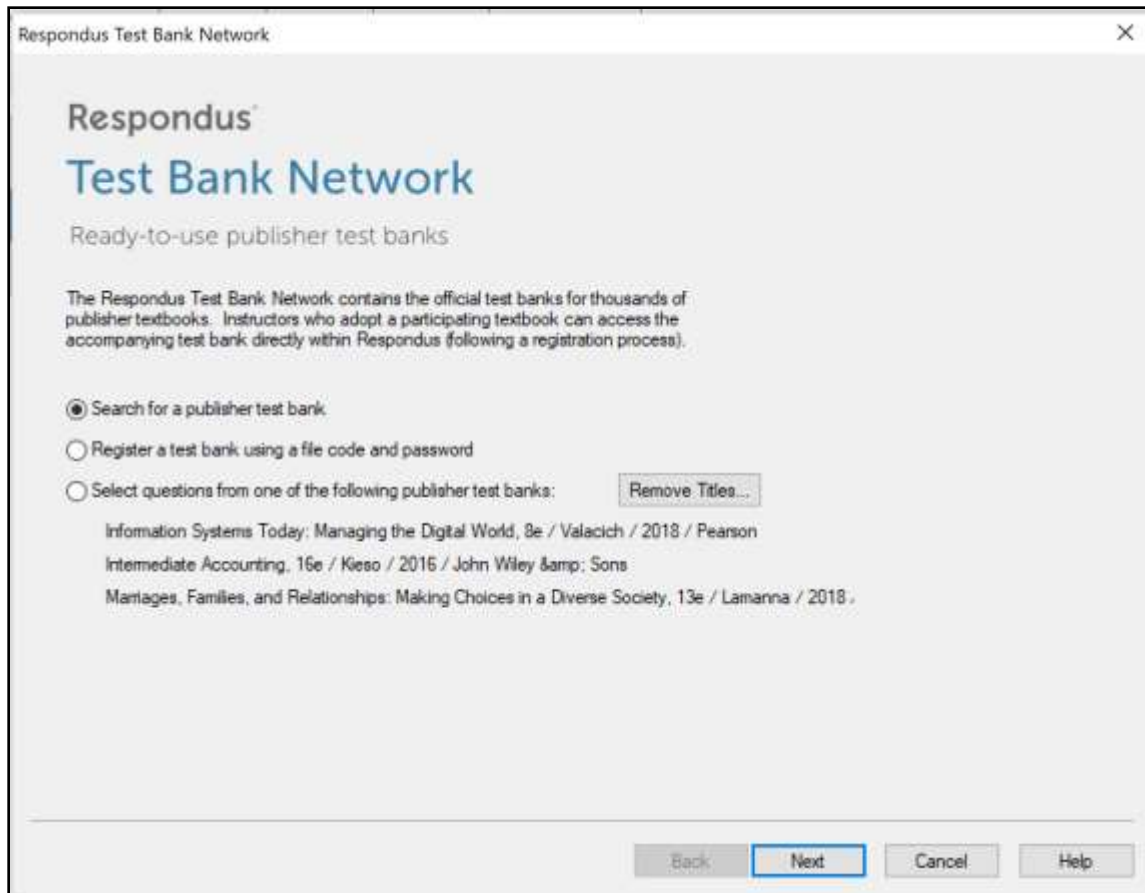 Respondus Test Bank Network
Respondus
Test Bank Network
Ready-to-use publisher test banks
The Respondus Test Bank Network contains the official test banks for thousands of
publisher textbooks. Instructors who adopt a participating textbook can access the
accompanying test bank directly within Respondus (following a registration process).
Search for a publisher test bank
Register a test bank using a file code and password
Select questions from one of the following publisher test banks: Remove Titles...
Information Systems Today: Managing the Digital World, 8e / Valacich / 2018 / Pearson
Intermediate Accounting, 16e / Kieso / 2016 / John Wiley &amp; Sons
Marriages, Families, and Relationships: Making Choices in a Diverse Society, 13e / Lamanna / 2018
Back Next Cancel Help